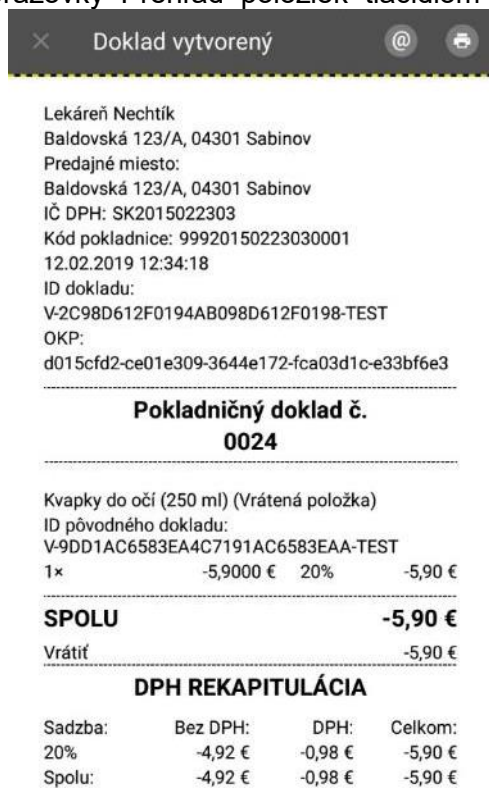 Prehľad položiek tlačidlom
Doklad vytvorený @
Lekáreň Nechtík
Baldovská 123/A, 04301 Sabinov
Predajné miesto:
Baldovská 123/A, 04301 Sabinov
IČ DPH: SK2015022303
Kód pokladnice: 99920150223030001
12.02.2019 12:34:18
ID dokladu:
V-2C98D612F0194AB098D612F0198-TEST
OKP:
d015cfd2-ce01e309-3644e172-fca03d1c-e33bf6e3
Pokladničný doklad č.
0024
Kvapky do očí (250 ml) (Vrátená položka)
ID pôvodného dokladu:
V-9DD1AC6583EA4C7191AC6583EAA-TEST
1× -5,9000 € 20% -5,90 €
SPOLU -5,90 €
Vrátiť -5,90 €
DPH REKAPITULÁCIA
Sadzba: Bez DPH: DPH: Celkom:
20% -4,92 € -0,98 € -5,90 €
Spolu: -4,92 € -0,98 € -5,90 €